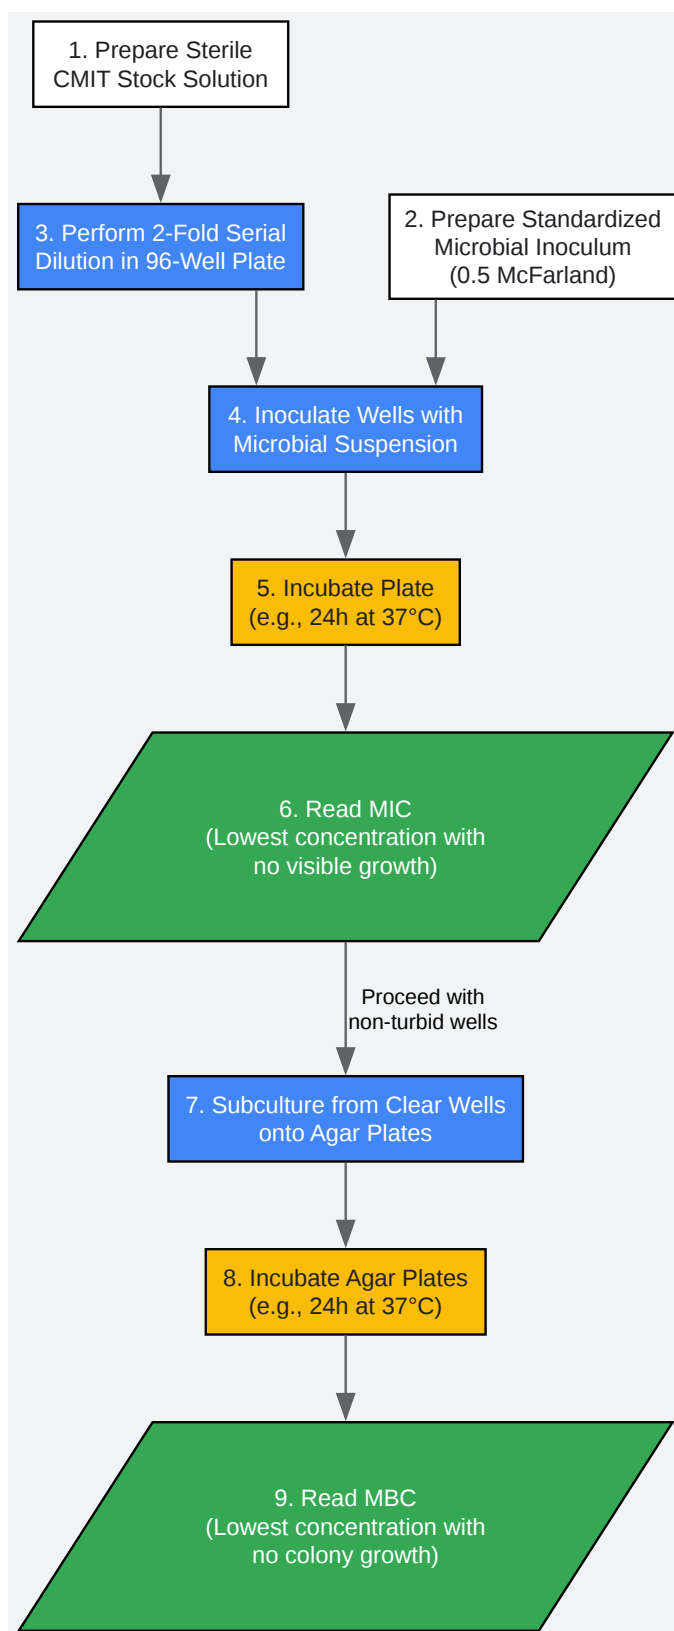 1. Prepare Sterile
CMIT Stock Solution
2. Prepare Standardized
Microbial Inoculum
(0.5 McFarland)
3. Perform 2-Fold Serial
Dilution in 96-Well Plate
4. Inoculate Wells with
Microbial Suspension
5. Incubate Plate
(e.g., 24h at 37°C)
6. Read MIC
(Lowest concentration with
no visible growth)
Proceed with
non-turbid wells
7. Subculture from Clear Wells
onto Agar Plates
8. Incubate Agar Plates
(e.g., 24h at 37°C)
9. Read MBC
(Lowest concentration with
no colony growth)